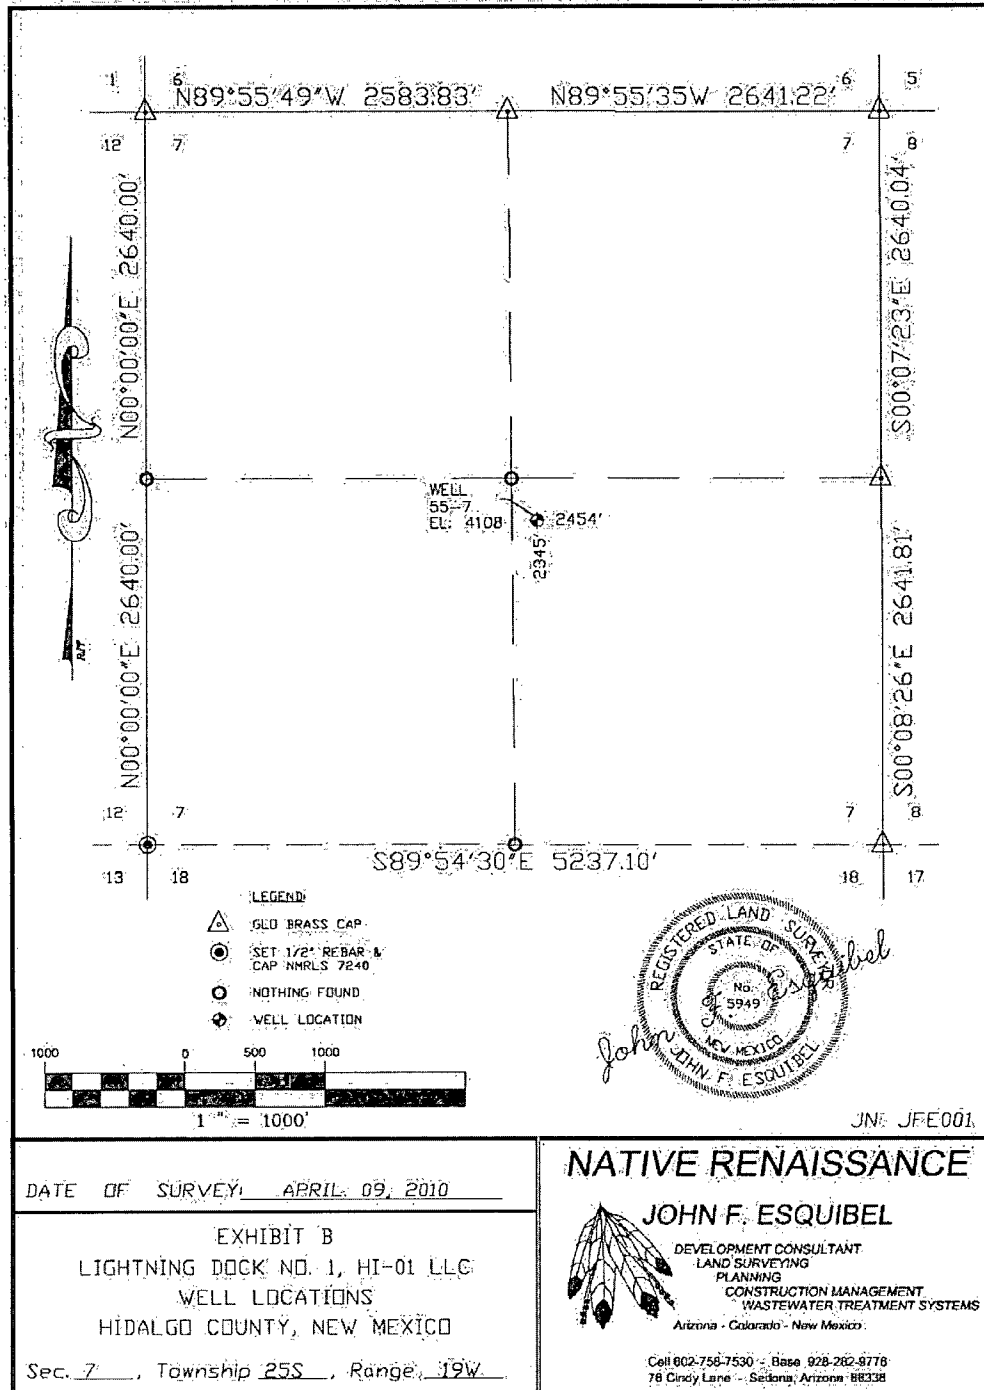 1 6 6 5
N89°55'49"W 2583.83' N89°55'35W 2641.22'
12 7 7 8
N00°00'00"E 2640.00'
S00°07'23"E 2640.04'
WELL
55-7
EL: 4108
2454'
2345'
N00°00'00"E 2640.00'
S00°08'26"E 2641.81'
12 7 7 8
S89°54'30"E 5237.10'
13 18 18 17
LEGEND
GLO BRASS CAP
SET 1/2" REBAR &
CAP NMRLS 7240
NOTHING FOUND
WELL LOCATION
REGISTERED LAND SURVEYOR
STATE OF
No.
5949
NEW MEXICO
JOHN F. ESQUIBEL
John F. Esquibel
1000 0 500 1000
1 " = 1000'
JN: JFE001
DATE OF SURVEY: APRIL 09, 2010
EXHIBIT B
LIGHTNING DOCK NO. 1, HI-01 LLC
WELL LOCATIONS
HIDALGO COUNTY, NEW MEXICO
Sec. 7, Township 25S, Range 19W
NATIVE RENAISSANCE
JOHN F. ESQUIBEL
DEVELOPMENT CONSULTANT
LAND SURVEYING
PLANNING
CONSTRUCTION MANAGEMENT
WASTEWATER TREATMENT SYSTEMS
Arizona - Colorado - New Mexico
Cell 602-758-7530 - Base 928-282-9776
76 Cindy Lane - Sedona, Arizona 86336